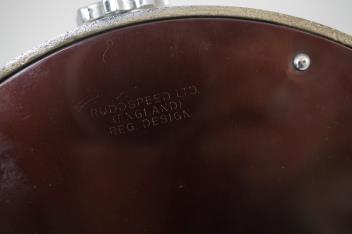 RUDDSPEED LTD.
(ENGLAND)
REG. DESIGN